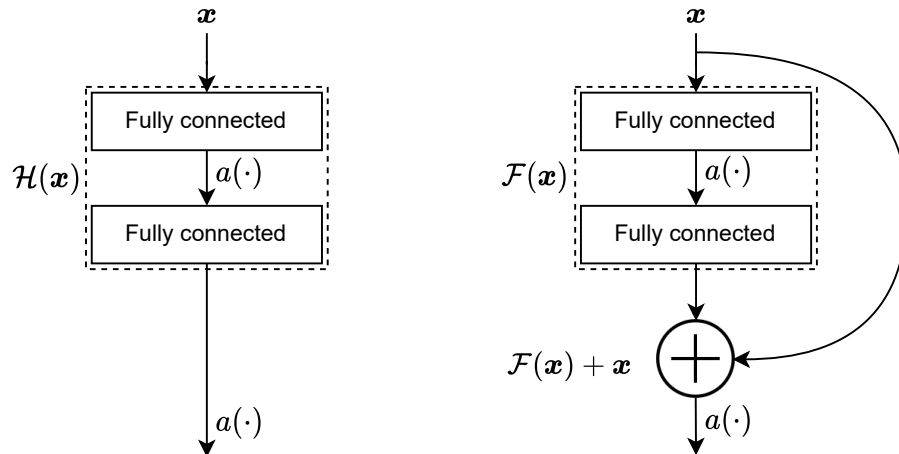 𝒙
Fully connected
ℋ(𝒙)
a(·)
Fully connected
a(·)
𝒙
Fully connected
ℱ(𝒙)
a(·)
Fully connected
ℱ(𝒙) + 𝒙
a(·)